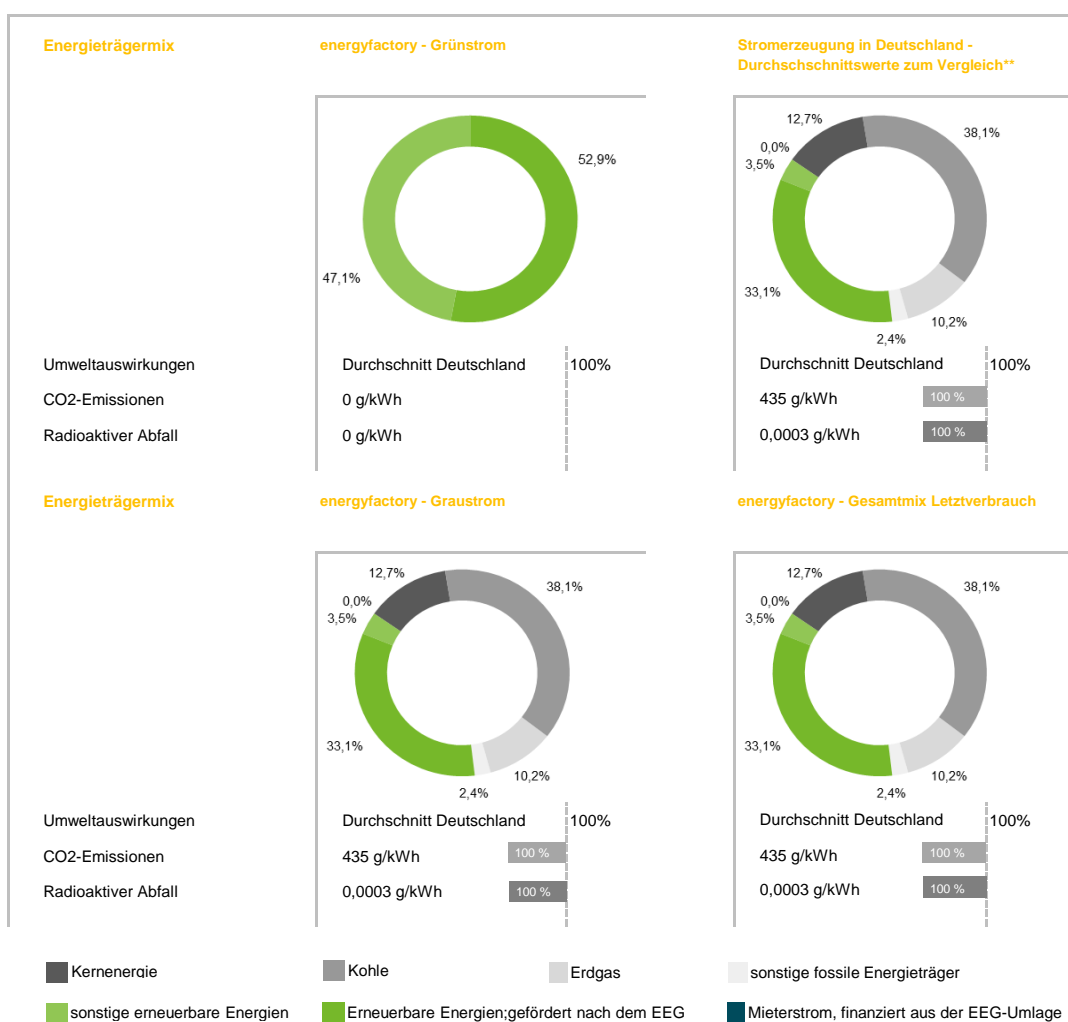 Energieträgermix
energyfactory - Grünstrom
Stromerzeugung in Deutschland -
Durchschschnittswerte zum Vergleich**
52,9%
47,1%
12,7%
38,1%
0,0%
3,5%
33,1%
10,2%
2,4%
Umweltauswirkungen
Durchschnitt Deutschland
100%
Durchschnitt Deutschland
100%
CO2-Emissionen
0 g/kWh
435 g/kWh
100 %
Radioaktiver Abfall
0 g/kWh
0,0003 g/kWh
100 %
Energieträgermix
energyfactory - Graustrom
energyfactory - Gesamtmix Letztverbrauch
12,7%
38,1%
0,0%
3,5%
33,1%
10,2%
2,4%
12,7%
38,1%
0,0%
3,5%
33,1%
10,2%
2,4%
Umweltauswirkungen
Durchschnitt Deutschland
100%
Durchschnitt Deutschland
100%
CO2-Emissionen
435 g/kWh
100 %
435 g/kWh
100 %
Radioaktiver Abfall
0,0003 g/kWh
100 %
0,0003 g/kWh
100 %
Kernenergie
Kohle
Erdgas
sonstige fossile Energieträger
sonstige erneuerbare Energien
Erneuerbare Energien;gefördert nach dem EEG
Mieterstrom, finanziert aus der EEG-Umlage